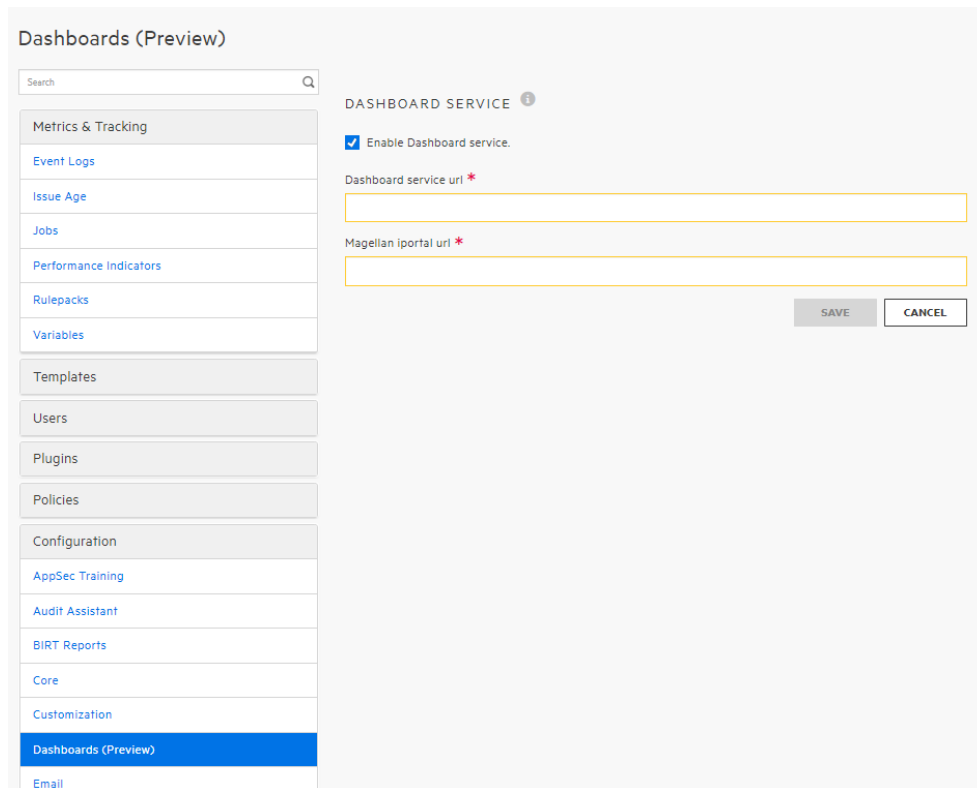 Dashboards (Preview)
Search
Metrics & Tracking
Event Logs
Issue Age
Jobs
Performance Indicators
Rulepacks
Variables
Templates
Users
Plugins
Policies
Configuration
AppSec Training
Audit Assistant
BIRT Reports
Core
Customization
Dashboards (Preview)
Email
DASHBOARD SERVICE i
Enable Dashboard service.
Dashboard service url *
Magellan iportal url *
SAVE CANCEL